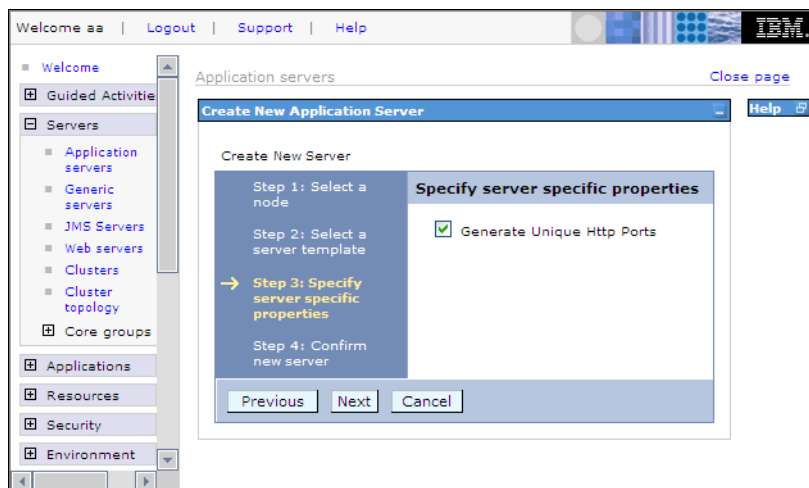 Welcome aa | Logout | Support | Help
IBM.
Welcome
Guided Activitie
Servers
Application
servers
Generic
servers
JMS Servers
Web servers
Clusters
Cluster
topology
Core groups
Applications
Resources
Security
Environment
Application servers
Close page
Create New Application Server
Help
Create New Server
Step 1: Select a
node
Step 2: Select a
server template
Step 3: Specify
server specific
properties
Step 4: Confirm
new server
Specify server specific properties
Generate Unique Http Ports
Previous
Next
Cancel